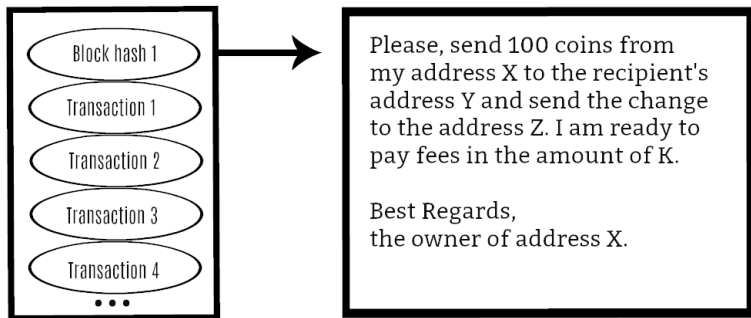 Block hash 1
Transaction 1
Transaction 2
Transaction 3
Transaction 4
Please, send 100 coins from
my address X to the recipient's
address Y and send the change
to the address Z. I am ready to
pay fees in the amount of K.
Best Regards,
the owner of address X.